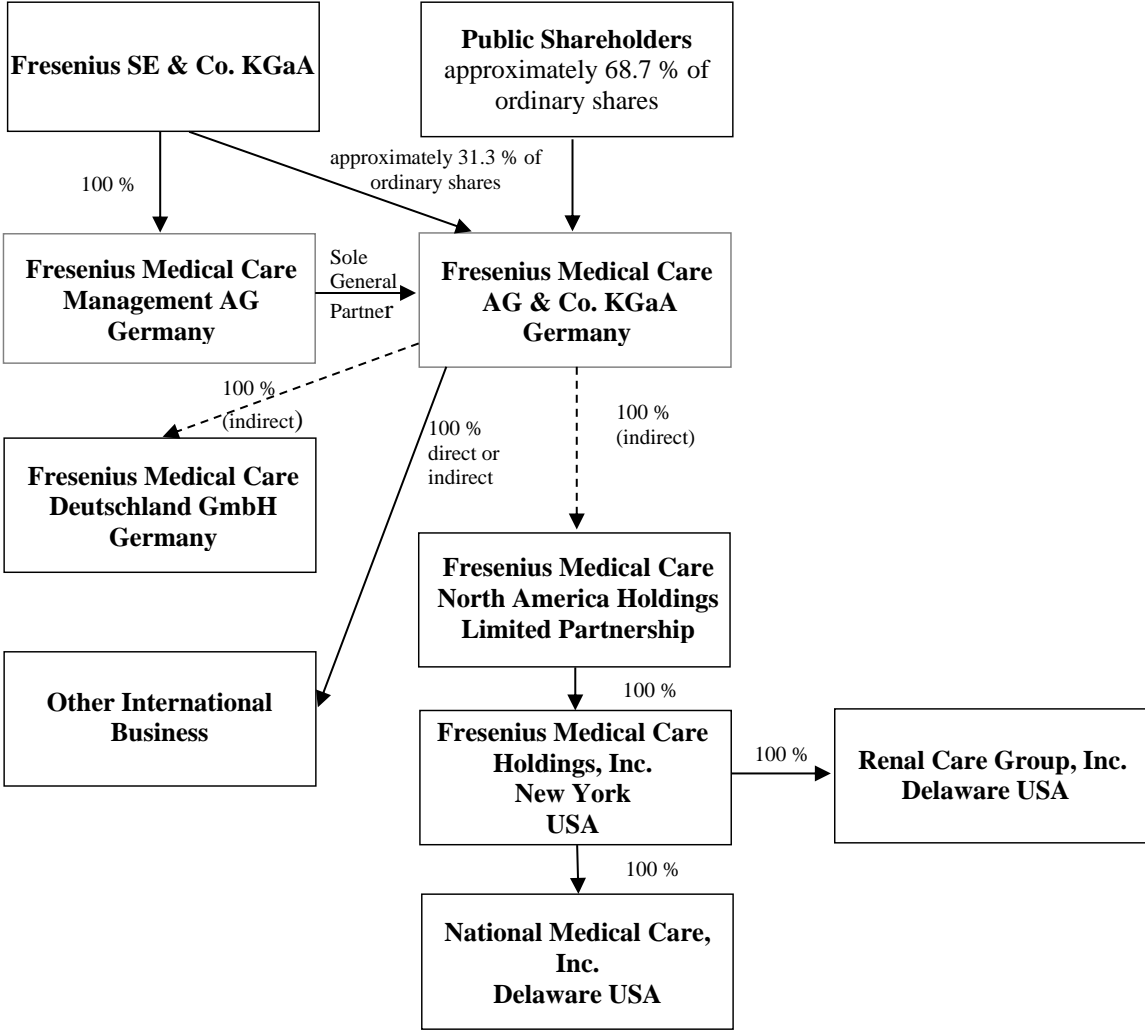 Fresenius SE & Co. KGaA
Public Shareholders
approximately 68.7 % of
ordinary shares
100 %
approximately 31.3 % of
ordinary shares
Fresenius Medical Care
Management AG
Germany
Sole
General
Partner
Fresenius Medical Care
AG & Co. KGaA
Germany
100 %
(indirect)
100 %
direct or
indirect
100 %
(indirect)
Fresenius Medical Care
Deutschland GmbH
Germany
Fresenius Medical Care
North America Holdings
Limited Partnership
Other International
Business
100 %
Fresenius Medical Care
Holdings, Inc.
New York
USA
100 %
Renal Care Group, Inc.
Delaware USA
100 %
National Medical Care,
Inc.
Delaware USA